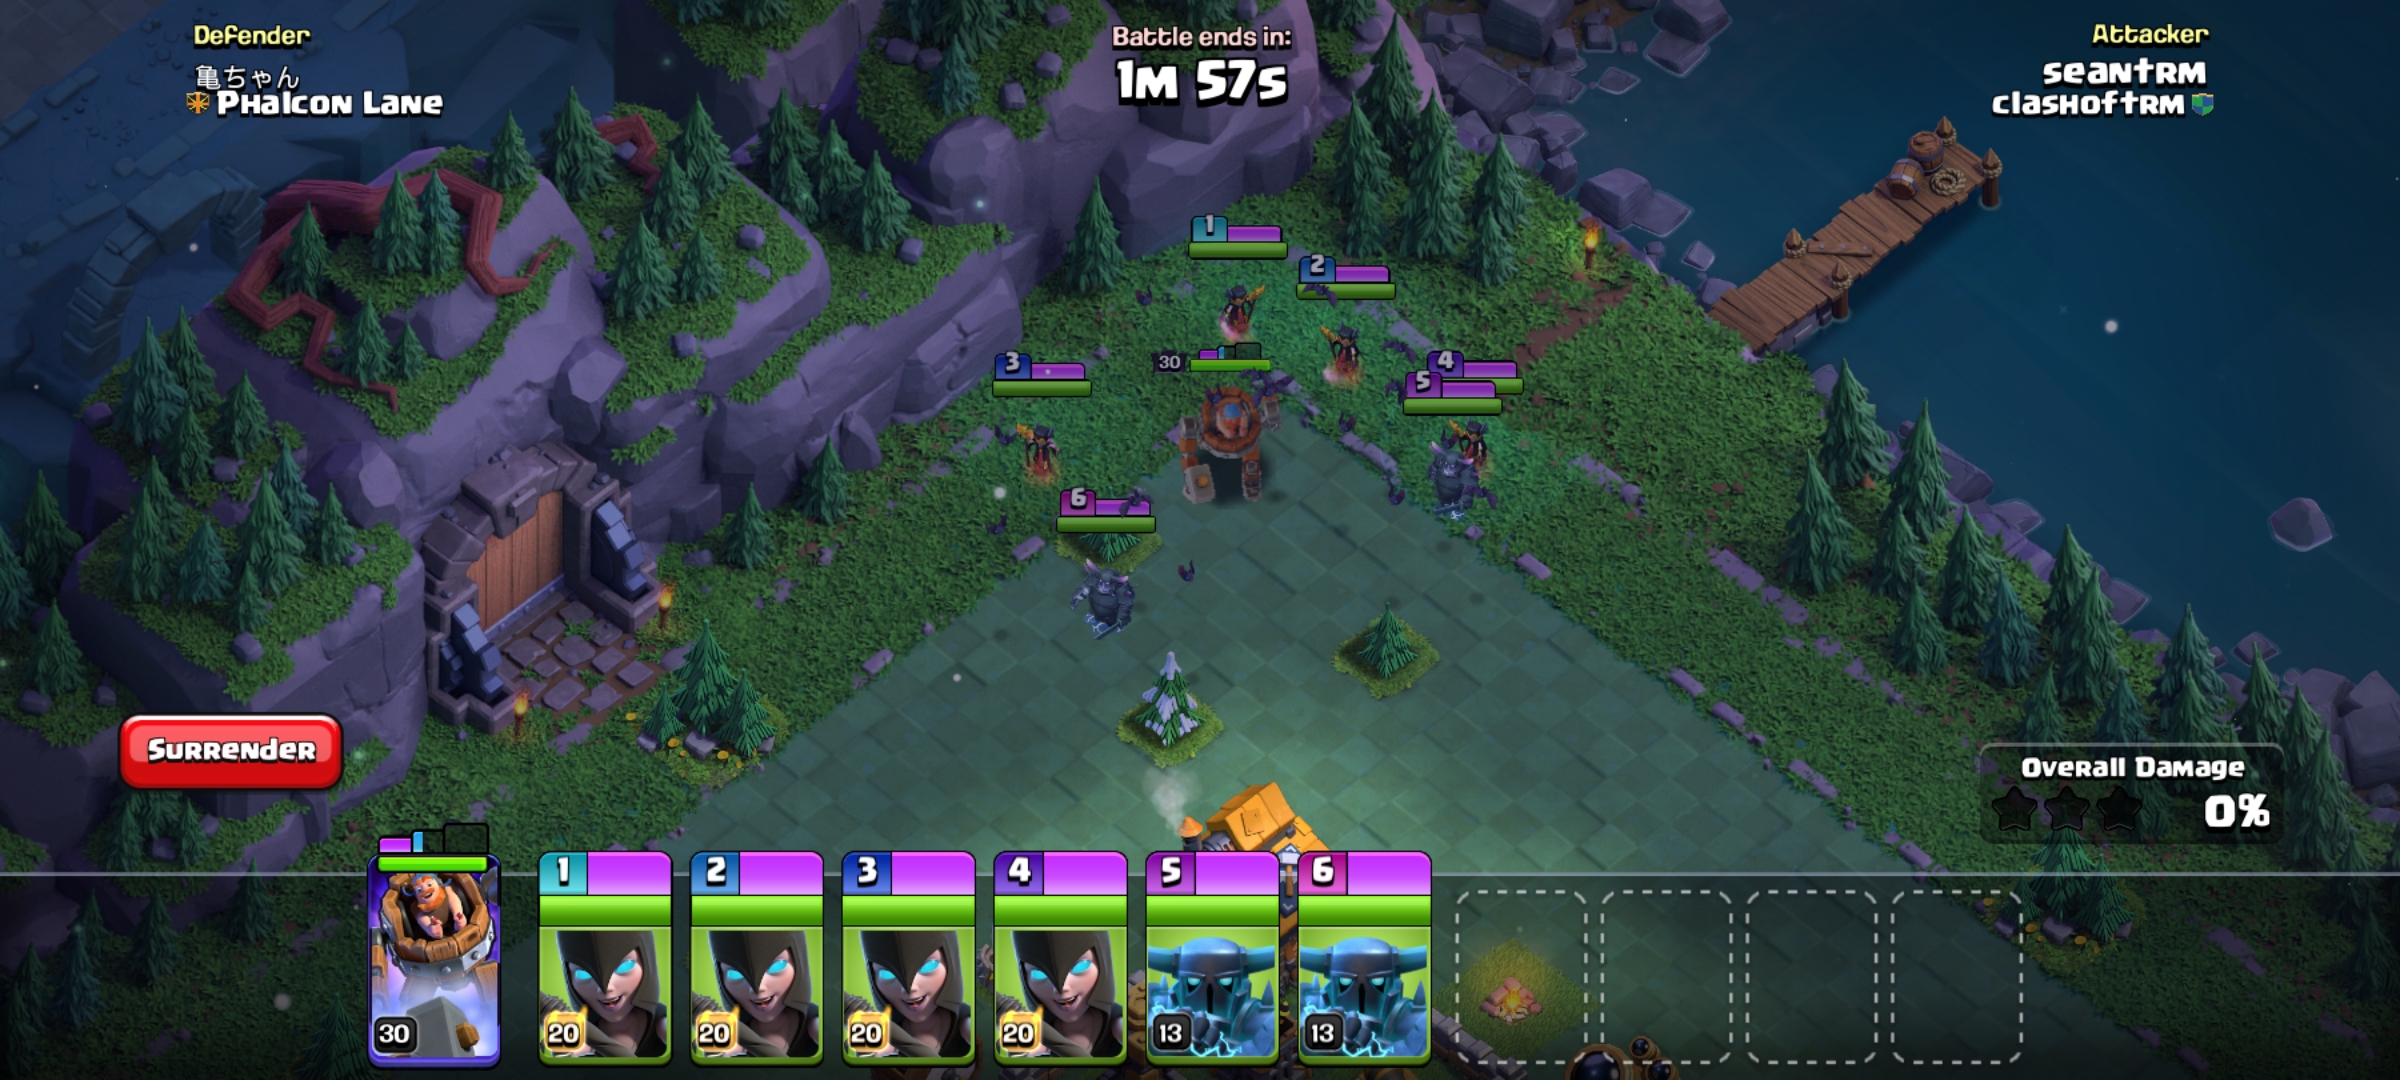 Defender
亀ちゃん
Phalcon Lane
Battle ends in:
1M 57s
Attacker
seantRM
clashoftRM
1
2
3
30
4
5
6
Surrender
Overall Damage
0%
1
2
3
4
5
6
30
20
20
20
20
13
13